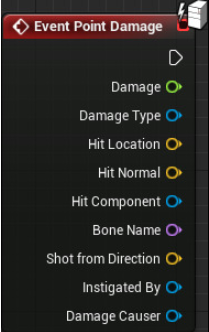 Event Point Damage
Damage
Damage Type
Hit Location
Hit Normal
Hit Component
Bone Name
Shot from Direction
Instigated By
Damage Causer